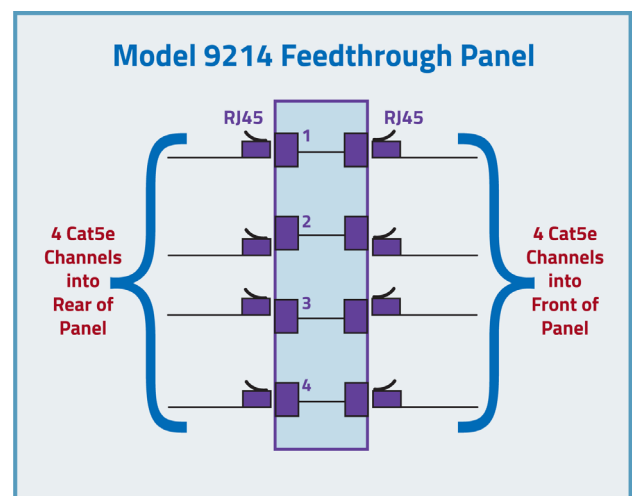 Model 9214 Feedthrough Panel
RJ45
RJ45
1
2
3
4
4 Cat5e
Channels
into
Rear of
Panel
4 Cat5e
Channels
into
Front of
Panel